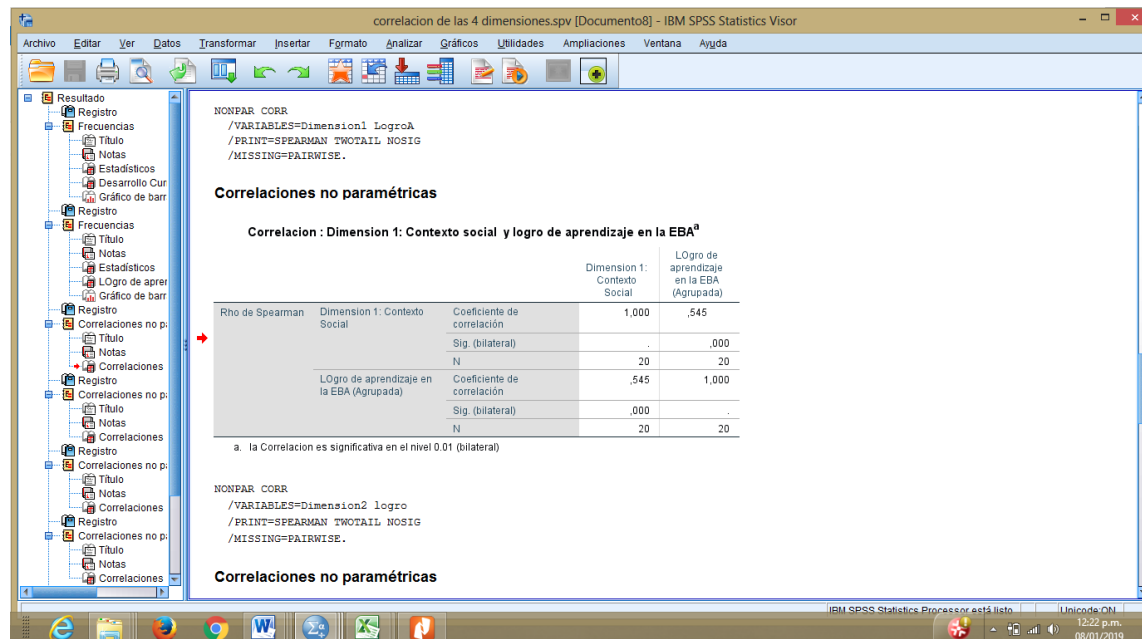 correlacion de las 4 dimensiones.spv [Documento8] - IBM SPSS Statistics Visor
Archivo Editar Ver Datos Transformar Insertar Formato Analizar Gráficos Utilidades Ampliaciones Ventana Ayuda
Resultado
Registro
Frecuencias
Título
Notas
Estadísticos
Desarrollo Cur
Gráfico de barr
Registro
Frecuencias
Título
Notas
Estadísticos
LOgro de apren
Gráfico de barr
Registro
Correlaciones no pa
Título
Notas
Correlaciones
Registro
Correlaciones no pa
Título
Notas
Correlaciones
Registro
Correlaciones no pa
Título
Notas
Correlaciones
Registro
Correlaciones no pa
Título
Notas
Correlaciones
NONPAR CORR
/VARIABLES=Dimension1 LogroA
/PRINT=SPEARMAN TWOTAIL NOSIG
/MISSING=PAIRWISE.
Correlaciones no paramétricas
Correlacion : Dimension 1: Contexto social y logro de aprendizaje en la EBAa
Dimension 1: Contexto Social
LOgro de aprendizaje en la EBA (Agrupada)
Rho de Spearman Dimension 1: Contexto Social Coeficiente de correlación 1,000 ,545
Sig. (bilateral) . ,000
N 20 20
LOgro de aprendizaje en la EBA (Agrupada) Coeficiente de correlación ,545 1,000
Sig. (bilateral) ,000 .
N 20 20
a. la Correlacion es significativa en el nivel 0.01 (bilateral)
NONPAR CORR
/VARIABLES=Dimension2 logro
/PRINT=SPEARMAN TWOTAIL NOSIG
/MISSING=PAIRWISE.
Correlaciones no paramétricas
IBM SPSS Statistics Processor está listo Unicode:ON
12:22 p.m.
08/01/2019